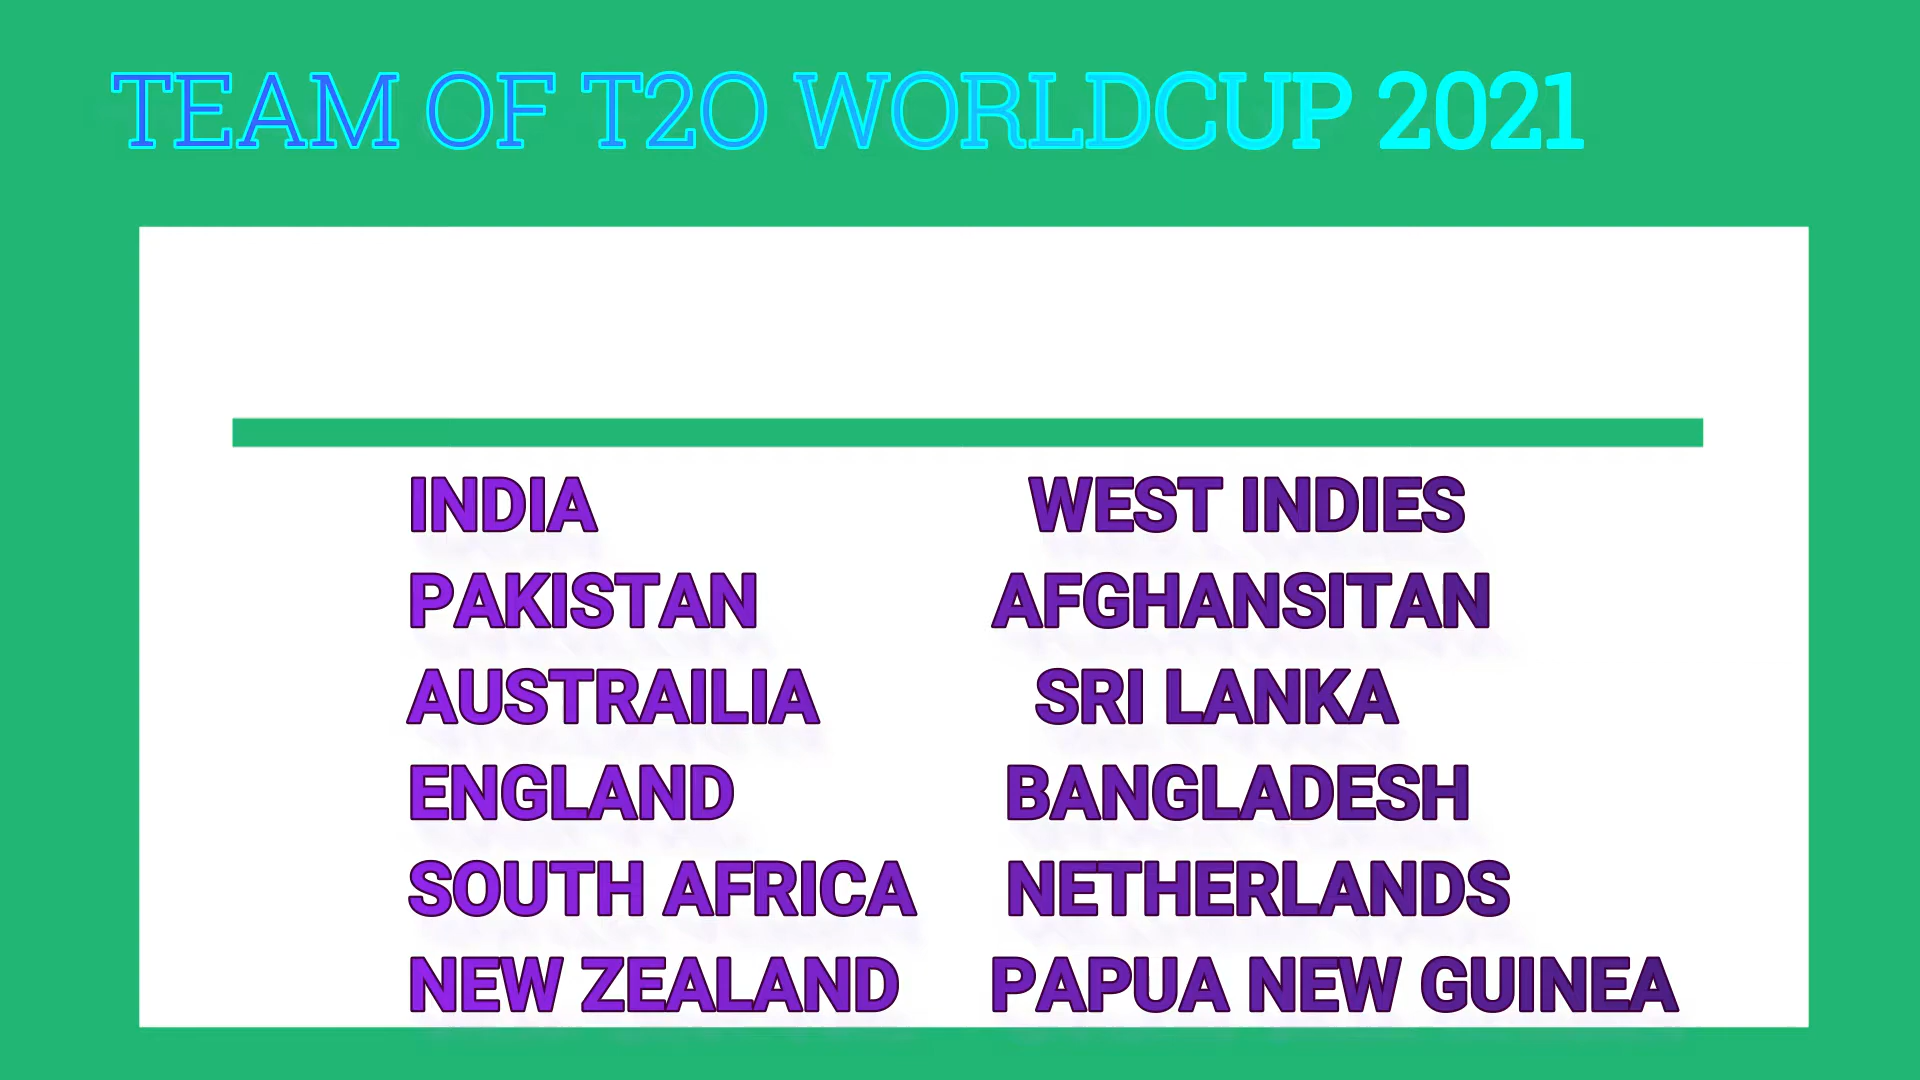 TEAM OF T2O WORLDCUP 2021
INDIA WEST INDIES
PAKISTAN AFGHANSITAN
AUSTRAILIA SRI LANKA
ENGLAND BANGLADESH
SOUTH AFRICA NETHERLANDS
NEW ZEALAND PAPUA NEW GUINEA